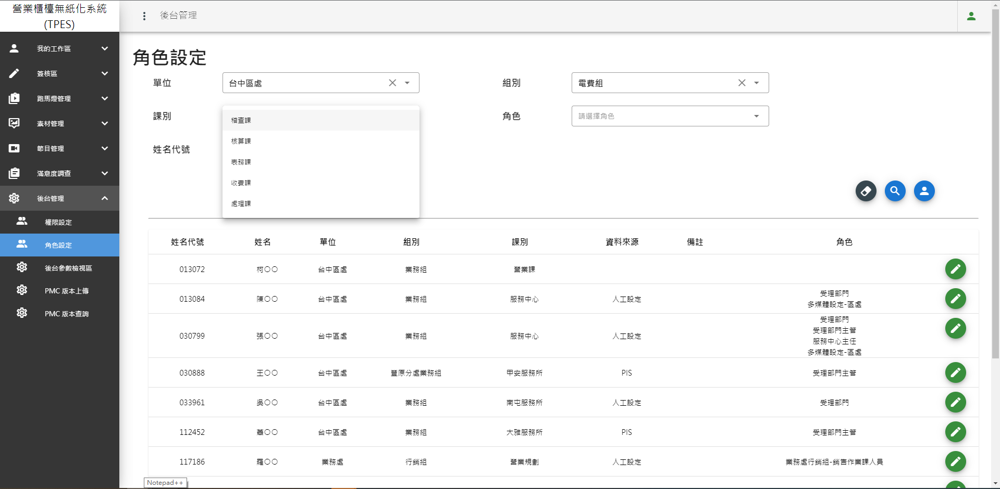 營業櫃檯無紙化系統
(TPES)
後台管理
我的工作區
簽核區
跑馬燈管理
素材管理
節目管理
滿意度調查
後台管理
權限設定
角色設定
後台參數檢視區
PMC 版本上傳
PMC 版本查詢
角色設定
單位 台中區處 組別 電費組
課別 角色 請選擇角色
稽查課
核算課
表務課
收費課
處理課
姓名代號
姓名代號 姓名 單位 組別 課別 資料來源 備註 角色
013072 柯〇〇 台中區處 業務組 營業課
013084 陳〇〇 台中區處 業務組 服務中心 人工設定 受理部門
多媒體設定-區處
030799 張〇〇 台中區處 業務組 服務中心 人工設定 受理部門
受理部門主管
服務中心主任
多媒體設定-區處
030888 王〇〇 台中區處 豐原分處業務組 甲安服務所 PIS 受理部門主管
033961 吳〇〇 台中區處 業務組 南屯服務所 人工設定 受理部門
112452 蕭〇〇 台中區處 業務組 大雅服務所 PIS 受理部門主管
117186 羅〇〇 業務處 行銷組 營業規劃 人工設定 業務處行銷組-銷售作業課人員
Notepad++